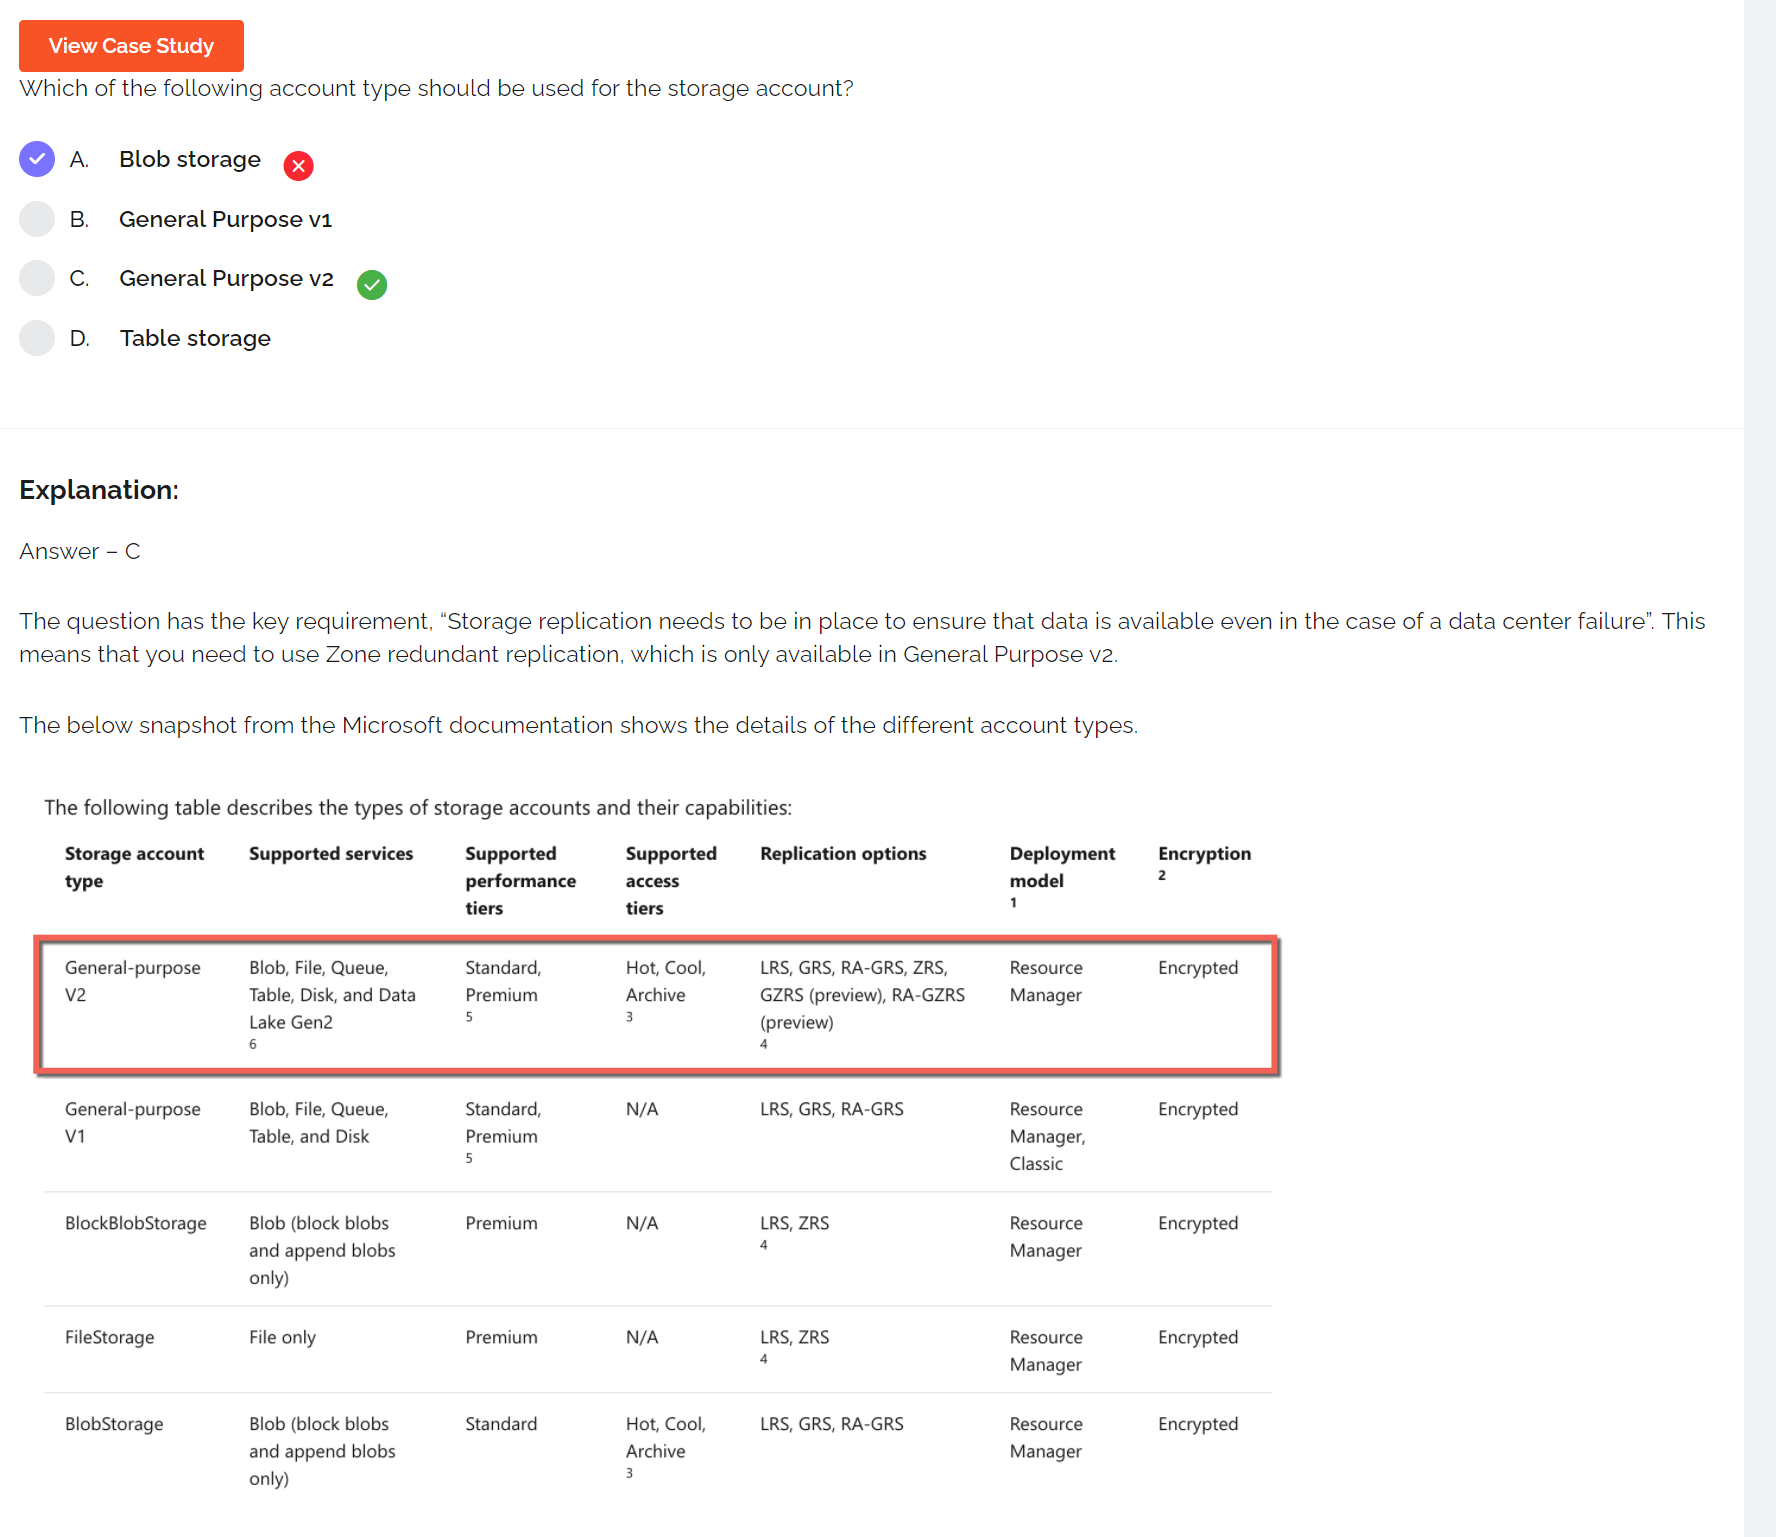 View Case Study
Which of the following account type should be used for the storage account?
A. Blob storage
B. General Purpose v1
C. General Purpose v2
D. Table storage
Explanation:
Answer – C
The question has the key requirement, “Storage replication needs to be in place to ensure that data is available even in the case of a data center failure”. This
means that you need to use Zone redundant replication, which is only available in General Purpose v2.
The below snapshot from the Microsoft documentation shows the details of the different account types.
The following table describes the types of storage accounts and their capabilities:
Storage account Supported services Supported Supported Replication options Deployment Encryption
type performance access model 2
tiers tiers 1
General-purpose Blob, File, Queue, Standard, Hot, Cool, LRS, GRS, RA-GRS, ZRS, Resource Encrypted
V2 Table, Disk, and Data Premium Archive GZRS (preview), RA-GZRS Manager
Lake Gen2 5 3 (preview)
6 4
General-purpose Blob, File, Queue, Standard, N/A LRS, GRS, RA-GRS Resource Encrypted
V1 Table, and Disk Premium Manager,
5 Classic
BlockBlobStorage Blob (block blobs Premium N/A LRS, ZRS Resource Encrypted
and append blobs 4 Manager
only)
FileStorage File only Premium N/A LRS, ZRS Resource Encrypted
4 Manager
BlobStorage Blob (block blobs Standard Hot, Cool, LRS, GRS, RA-GRS Resource Encrypted
and append blobs Archive Manager
only) 3